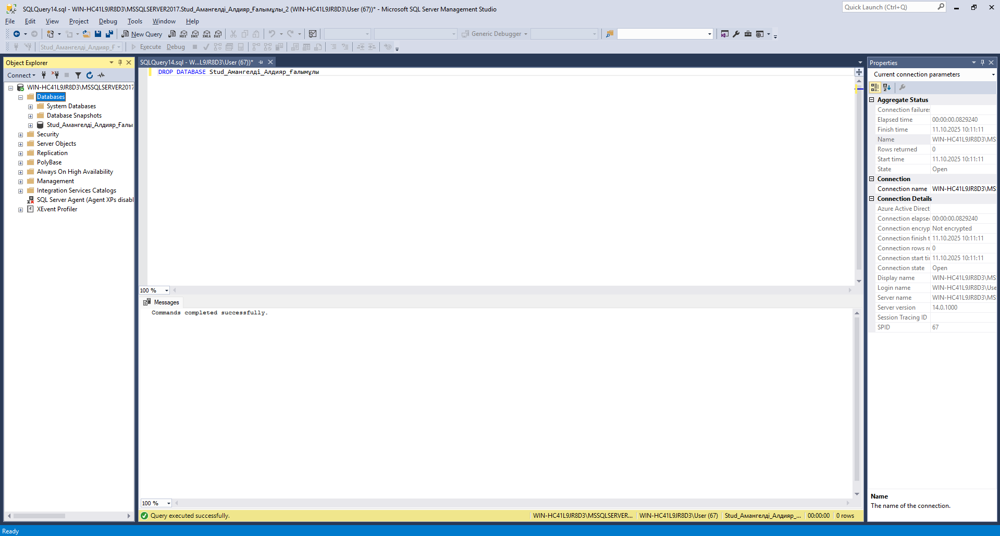 SQLQuery14.sql - WIN-HC41L9JR8D3\MSSQLSERVER2017.Stud_Амангелді_Алдияр_Ғалымұлы_2 (WIN-HC41L9JR8D3\User (67))* - Microsoft SQL Server Management Studio
Quick Launch (Ctrl+Q)
File Edit View Project Debug Tools Window Help
New Query MDX DMX XMLA DAX Generic Debugger
Stud_Амангелді_Алдияр_Ғ Execute Debug
Object Explorer
Connect
WIN-HC41L9JR8D3\MSSQLSERVER2017
Databases
System Databases
Database Snapshots
Stud_Амангелді_Алдияр_Ғалы
Security
Server Objects
Replication
PolyBase
Always On High Availability
Management
Integration Services Catalogs
SQL Server Agent (Agent XPs disabl
XEvent Profiler
SQLQuery14.sql - W...L9JR8D3\User (67))*
DROP DATABASE Stud_Амангелді_Алдияр_Ғалымұлы
100 %
Messages
Commands completed successfully.
100 %
Query executed successfully.
WIN-HC41L9JR8D3\MSSQLSERVER... WIN-HC41L9JR8D3\User (67) Stud_Амангелді_Алдияр_... 00:00:00 0 rows
Properties
Current connection parameters
Aggregate Status
Connection failures
Elapsed time 00:00:00.0829240
Finish time 11.10.2025 10:11:11
Name WIN-HC41L9JR8D3\MS
Rows returned 0
Start time 11.10.2025 10:11:11
State Open
Connection
Connection name WIN-HC41L9JR8D3\MS
Connection Details
Azure Active Direct
Connection elapse 00:00:00.0829240
Connection encryp Not encrypted
Connection finish t 11.10.2025 10:11:11
Connection rows re 0
Connection start ti 11.10.2025 10:11:11
Connection state Open
Display name WIN-HC41L9JR8D3\MS
Login name WIN-HC41L9JR8D3\Use
Server name WIN-HC41L9JR8D3\MS
Server version 14.0.1000
Session Tracing ID
SPID 67
Name
The name of the connection.
Ready